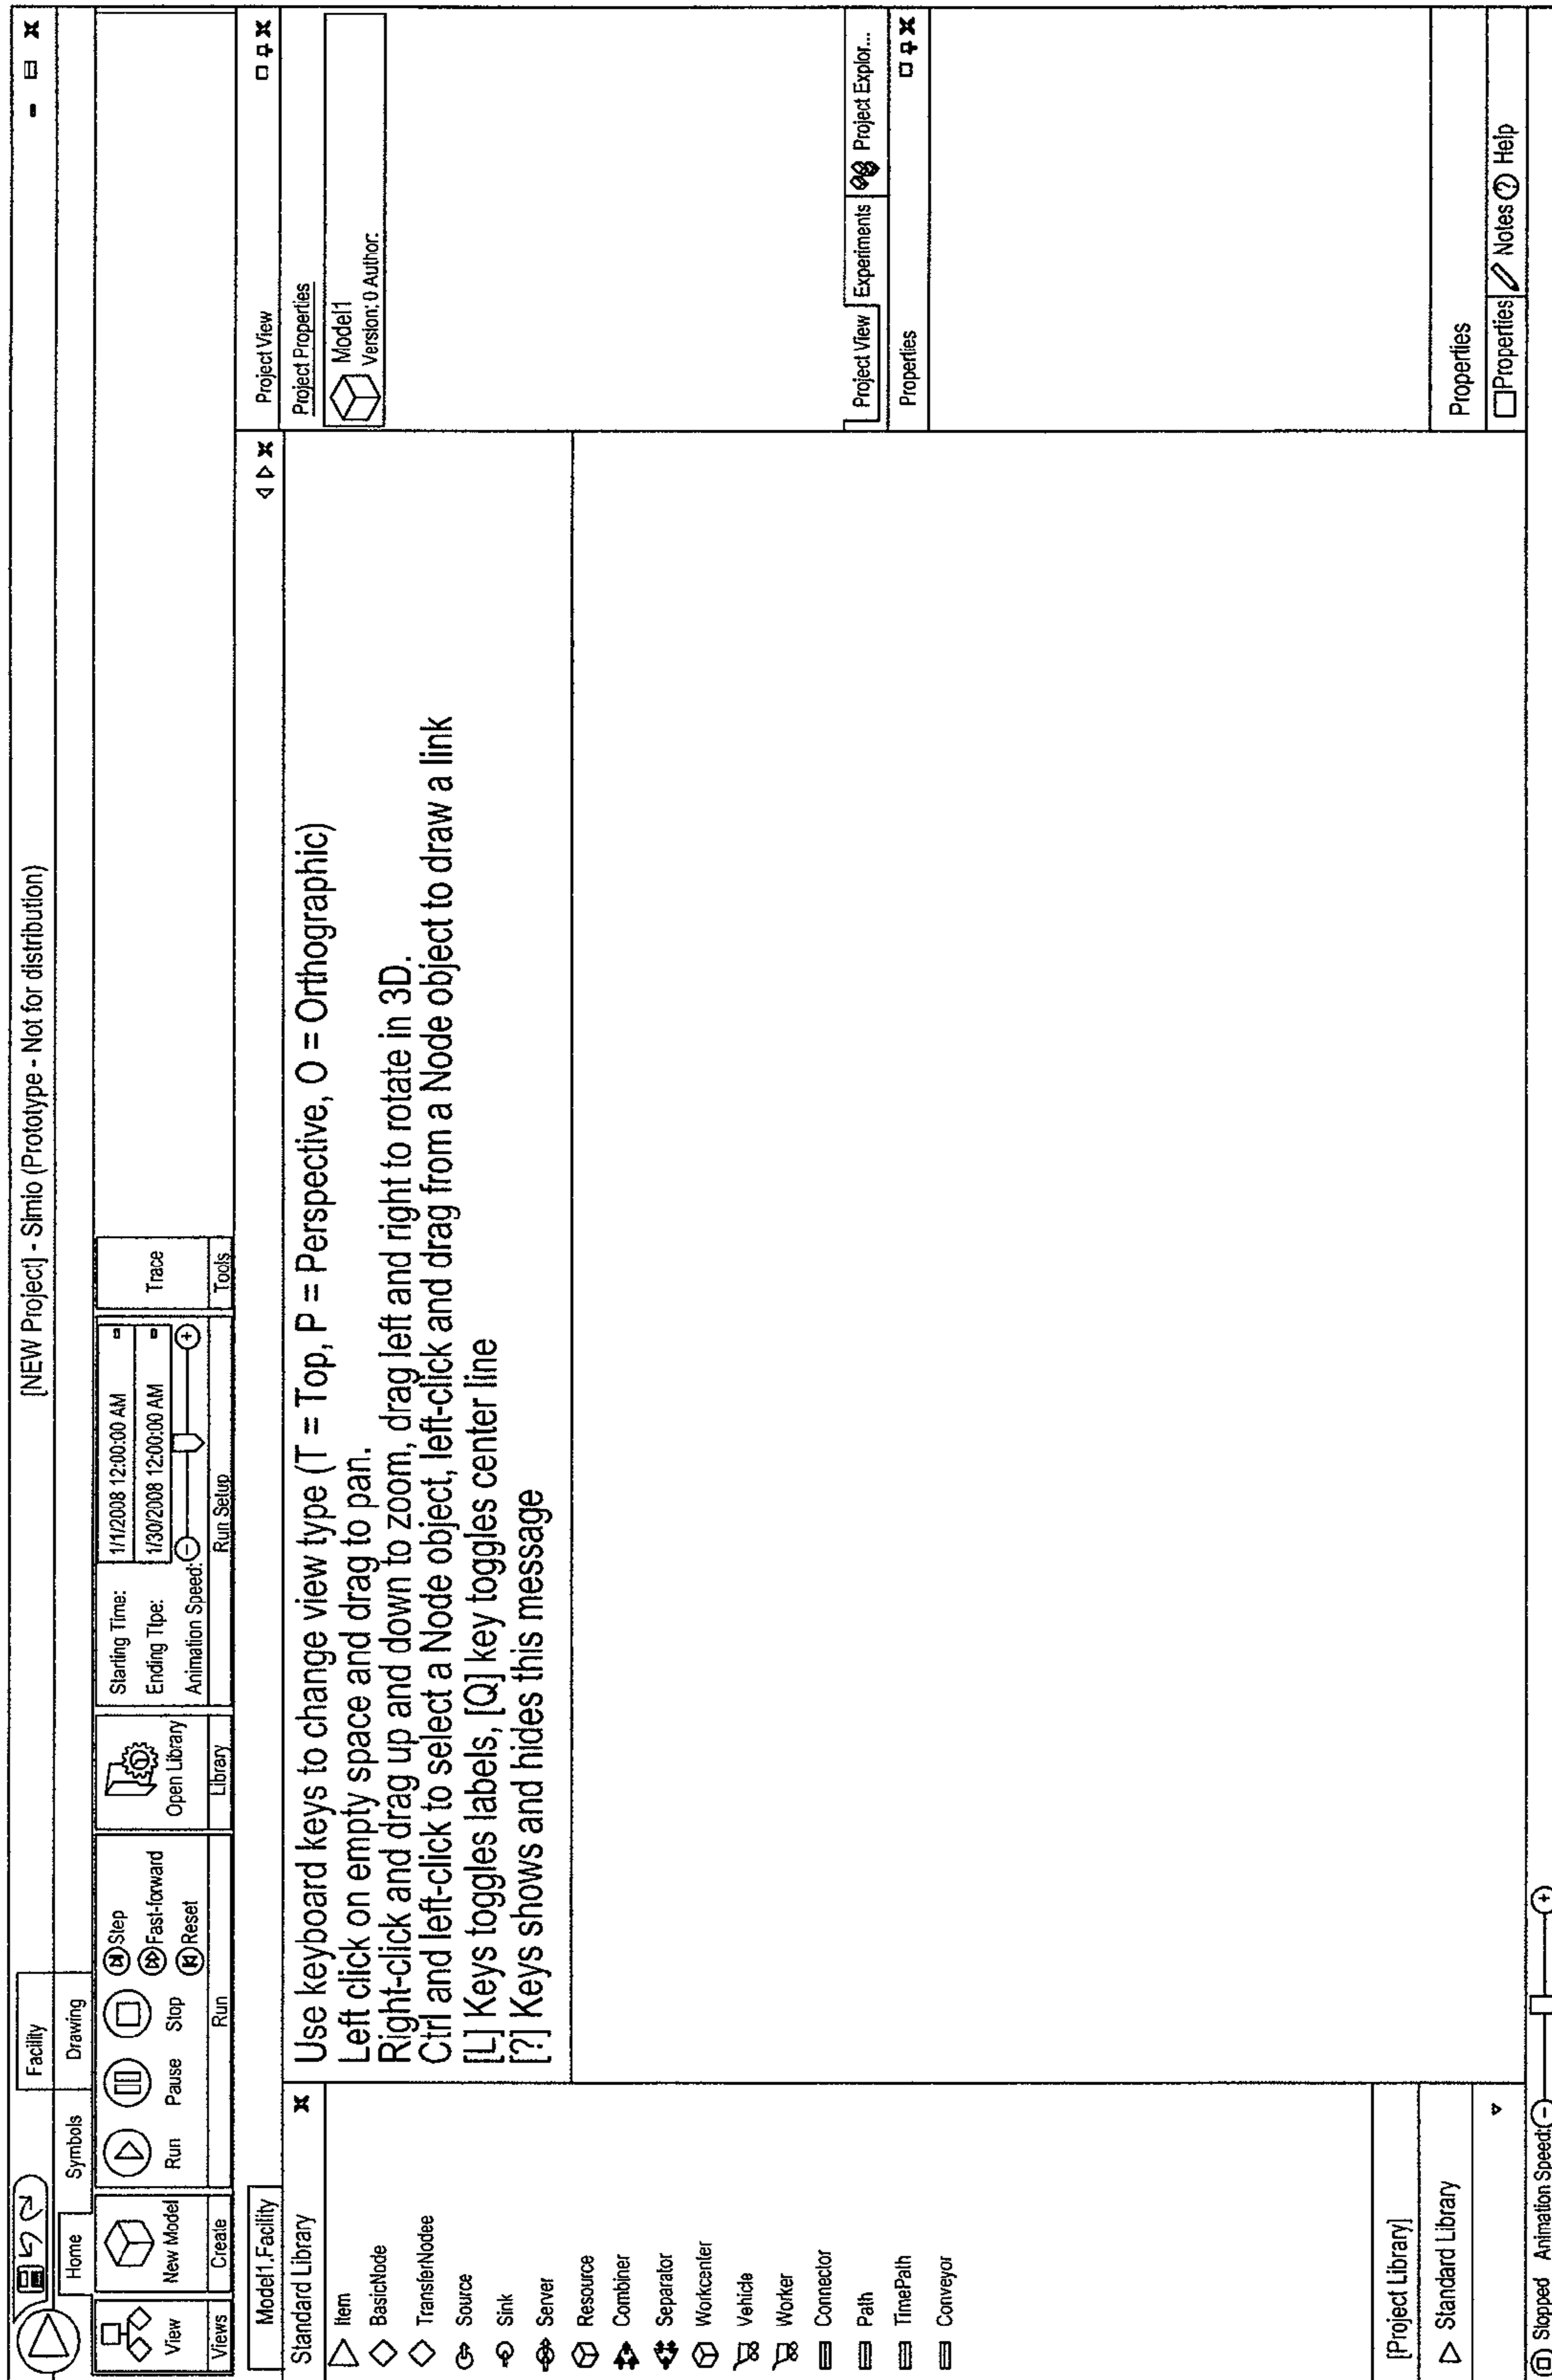 [NEW Project] - Simio (Prototype - Not for distribution)
Facility
Home Symbols Drawing
View
Views
New Model
Create
Run Pause Stop
Step
Fast-forward
Reset
Run
Open Library
Library
Starting Time: 1/1/2008 12:00:00 AM
Ending Tipe: 1/30/2008 12:00:00 AM
Animation Speed:
Run Setup
Trace
Tools
Model1.Facility
Standard Library
Item
BasicNode
TransferNodee
Source
Sink
Server
Resource
Combiner
Separator
Workcenter
Vehicle
Worker
Connector
Path
TimePath
Conveyor
[Project Library]
Standard Library
Use keyboard keys to change view type (T = Top, P = Perspective, O = Orthographic)
Left click on empty space and drag to pan.
Right-click and drag up and down to zoom, drag left and right to rotate in 3D.
Ctrl and left-click to select a Node object, left-click and drag from a Node object to draw a link
[L] Keys toggles labels, [Q] key toggles center line
[?] Keys shows and hides this message
Project View
Project Properties
Model1
Version: 0 Author:
Project View Experiments Project Explor...
Properties
Properties
Properties Notes Help
Stopped Animation Speed: